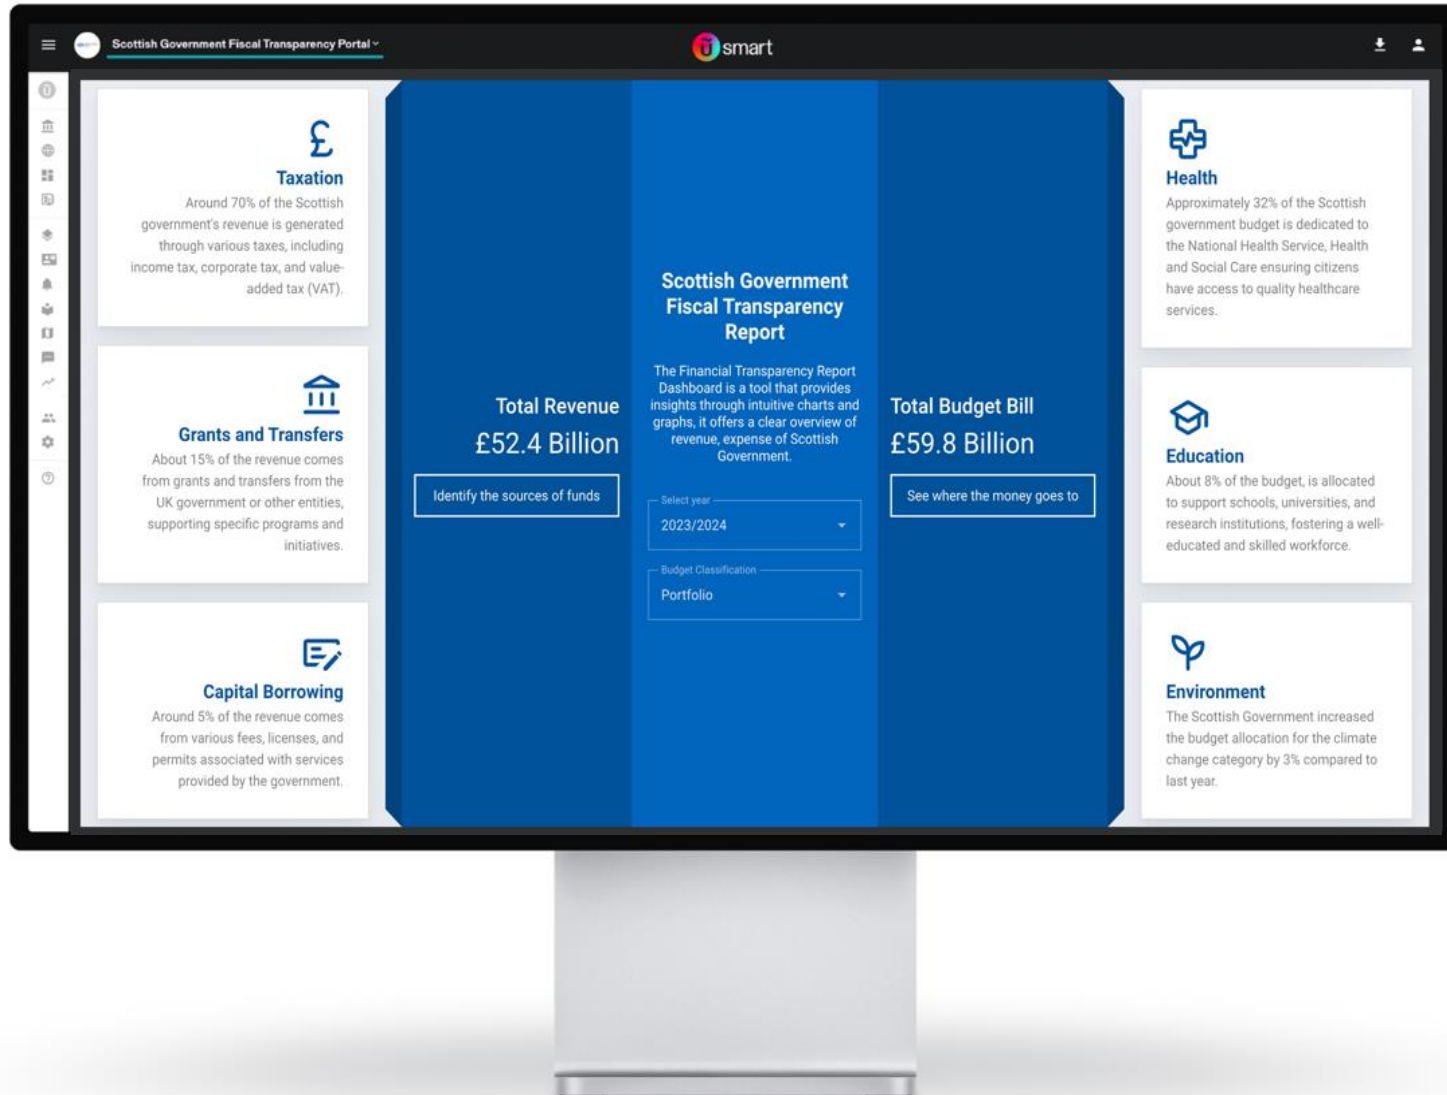 Scottish Government Fiscal Transparency Portal
ũ smart
Taxation
Around 70% of the Scottish
government's revenue is generated
through various taxes, including
income tax, corporate tax, and value-
added tax (VAT).
Grants and Transfers
About 15% of the revenue comes
from grants and transfers from the
UK government or other entities,
supporting specific programs and
initiatives.
Capital Borrowing
Around 5% of the revenue comes
from various fees, licenses, and
permits associated with services
provided by the government.
Total Revenue
£52.4 Billion
Identify the sources of funds
Scottish Government
Fiscal Transparency
Report
The Financial Transparency Report
Dashboard is a tool that provides
insights through intuitive charts and
graphs, it offers a clear overview of
revenue, expense of Scottish
Government.
Select year
2023/2024
Budget Classification
Portfolio
Total Budget Bill
£59.8 Billion
See where the money goes to
Health
Approximately 32% of the Scottish
government budget is dedicated to
the National Health Service, Health
and Social Care ensuring citizens
have access to quality healthcare
services.
Education
About 8% of the budget, is allocated
to support schools, universities, and
research institutions, fostering a well-
educated and skilled workforce.
Environment
The Scottish Government increased
the budget allocation for the climate
change category by 3% compared to
last year.